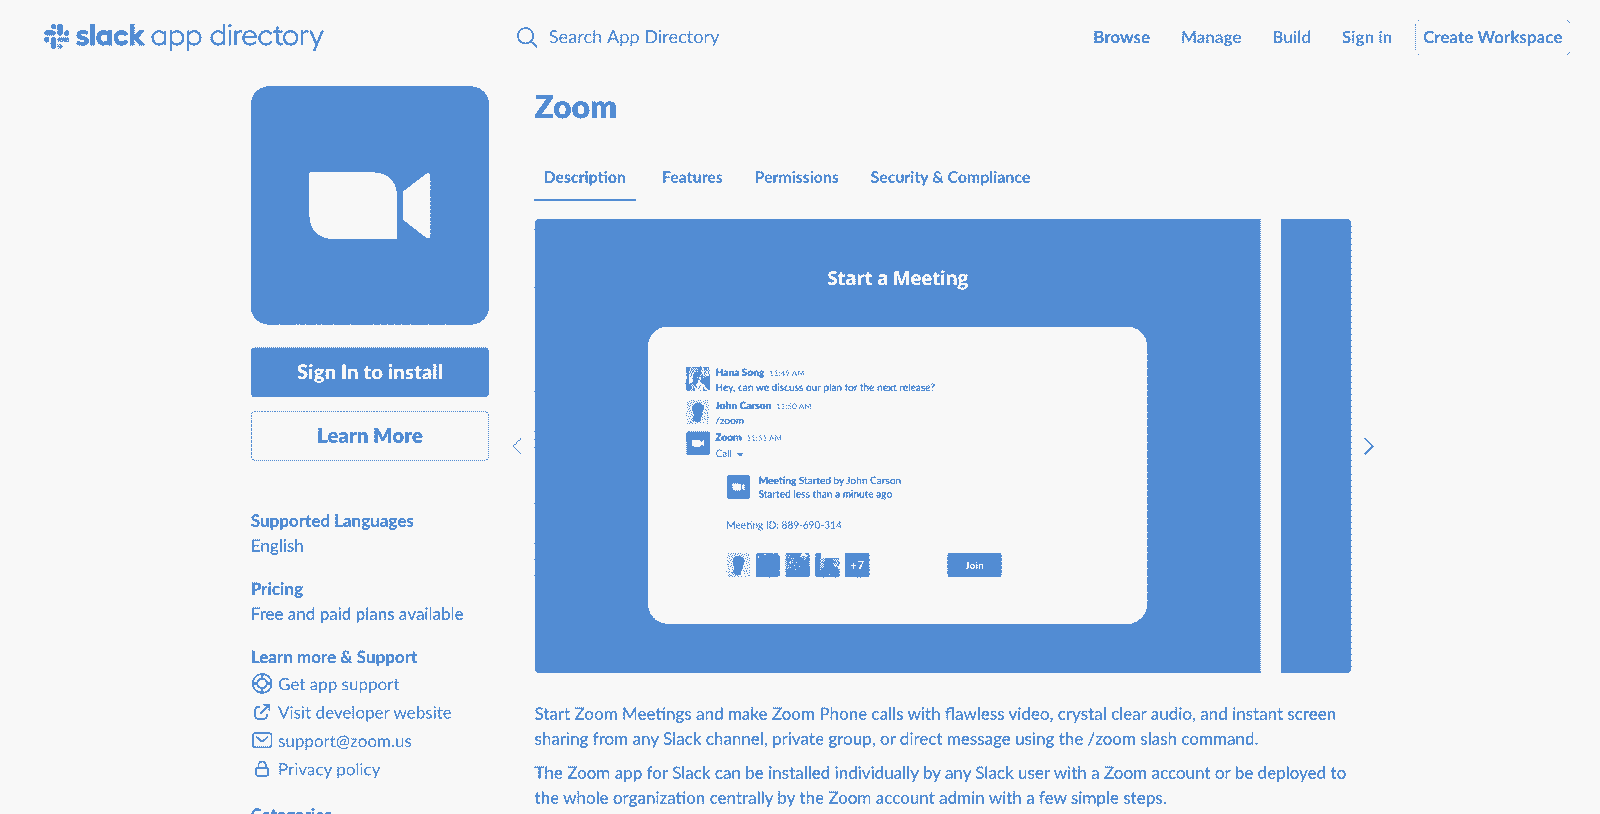 slack app directory
Search App Directory
Browse Manage Build Sign in Create Workspace
Zoom
Description Features Permissions Security & Compliance
Sign In to install
Learn More
Supported Languages
English
Pricing
Free and paid plans available
Learn more & Support
Get app support
Visit developer website
support@zoom.us
Privacy policy
Categories
Start a Meeting
Hana Song 11:49 AM
Hey, can we discuss our plan for the next release?
John Carson 11:50 AM
/zoom
Zoom 11:51 AM
Call
Meeting Started by John Carson
Started less than a minute ago
Meeting ID: 889-690-314
+7
Join
Start Zoom Meetings and make Zoom Phone calls with flawless video, crystal clear audio, and instant screen
sharing from any Slack channel, private group, or direct message using the /zoom slash command.
The Zoom app for Slack can be installed individually by any Slack user with a Zoom account or be deployed to
the whole organization centrally by the Zoom account admin with a few simple steps.